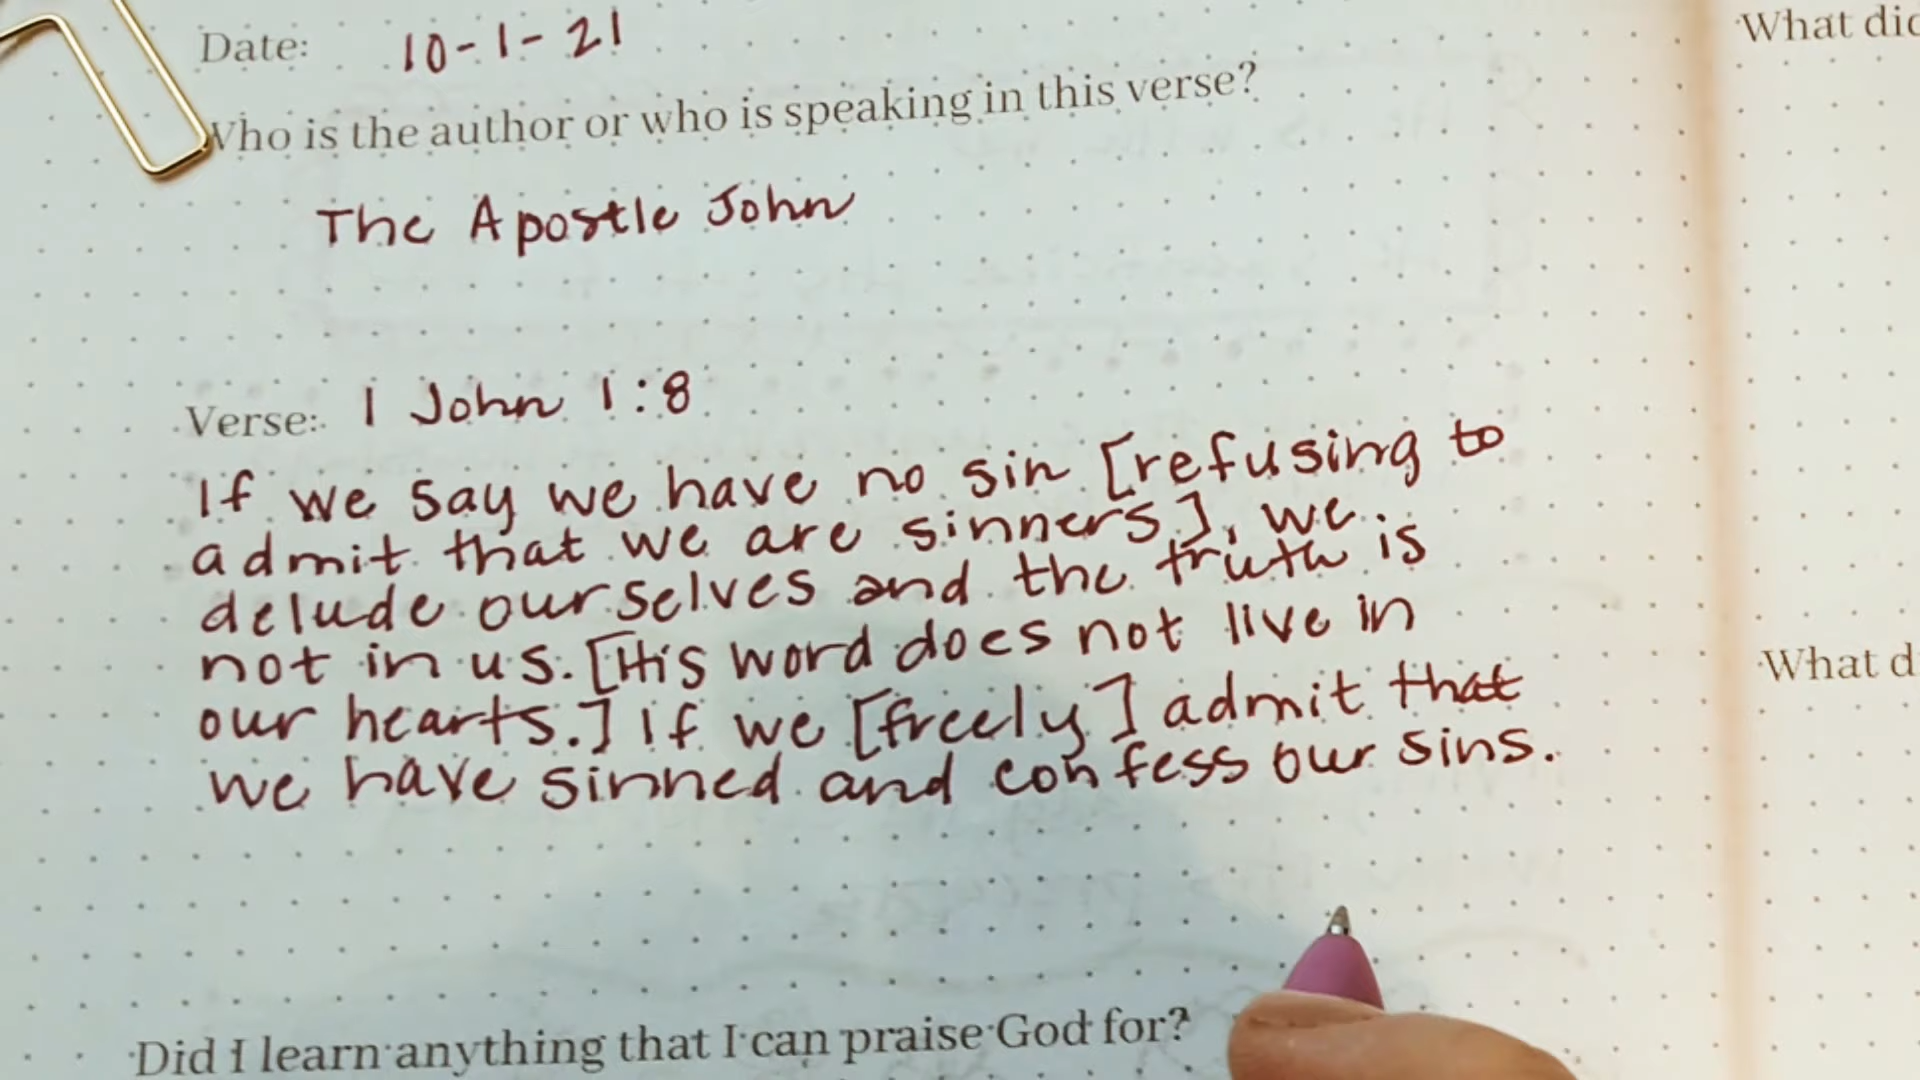 Date: 10-1-21
Who is the author or who is speaking in this verse?
The Apostle John
Verse: 1 John 1:8
If we say we have no sin [refusing to
admit that we are sinners], we
delude ourselves and the truth is
not in us. [His word does not live in
our hearts.] If we [freely] admit that
we have sinned and confess our sins.
Did I learn anything that I can praise God for?
What did
What d